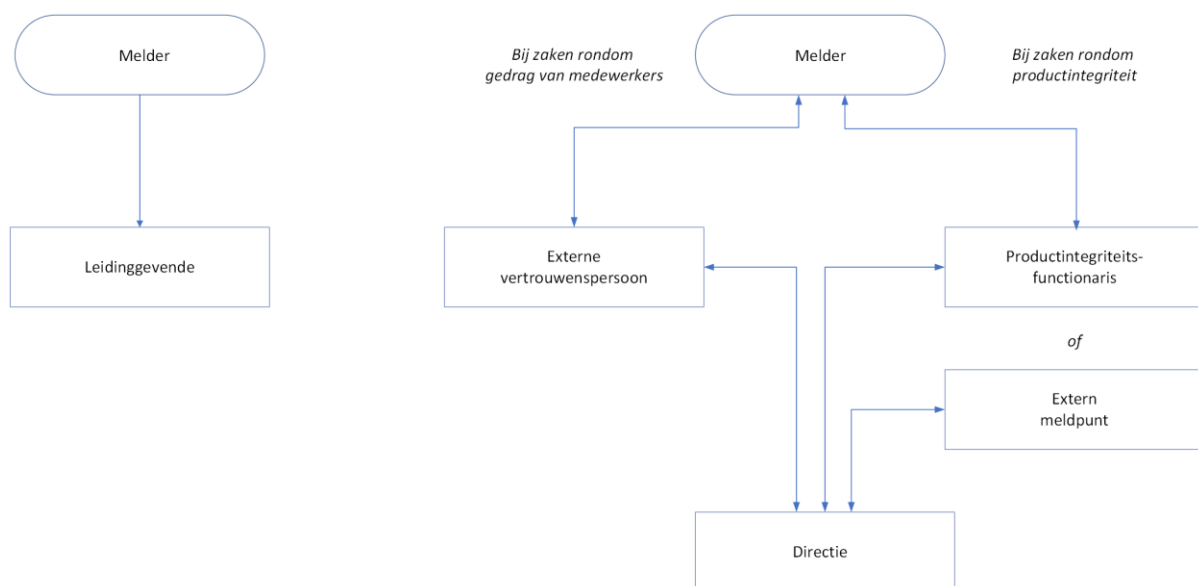 Melder
Bij zaken rondom
gedrag van medewerkers
Melder
Bij zaken rondom
productintegriteit
Leidinggevende
Externe
vertrouwenspersoon
Productintegriteits-
functionaris
of
Extern
meldpunt
Directie